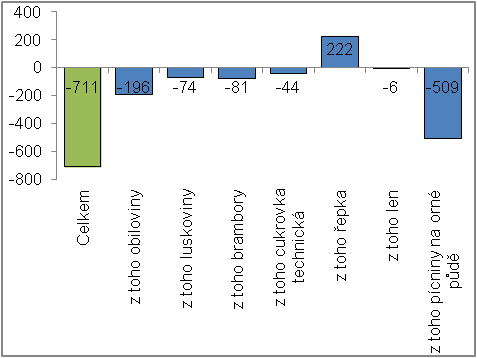 400
200
0
-200
-400
-600
-800
-711
-196
-74
-81
-44
222
-6
-509
Celkem
z toho obiloviny
z toho luskoviny
z toho brambory
z toho cukrovka
technická
z toho řepka
z toho len
z toho pícniny na orné
půdě